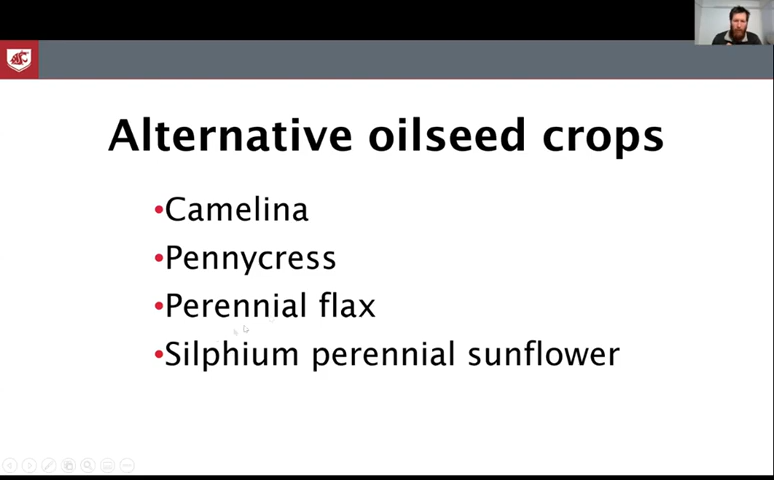 Alternative oilseed crops
•Camelina
•Pennycress
•Perennial flax
•Silphium perennial sunflower